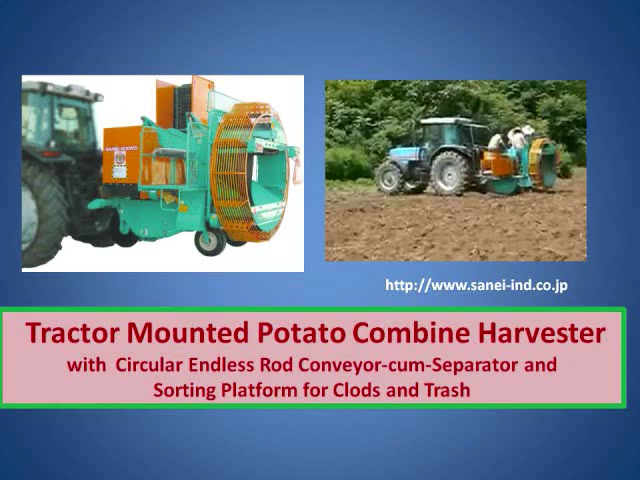 http://www.sanei-ind.co.jp
Tractor Mounted Potato Combine Harvester
with Circular Endless Rod Conveyor-cum-Separator and
Sorting Platform for Clods and Trash